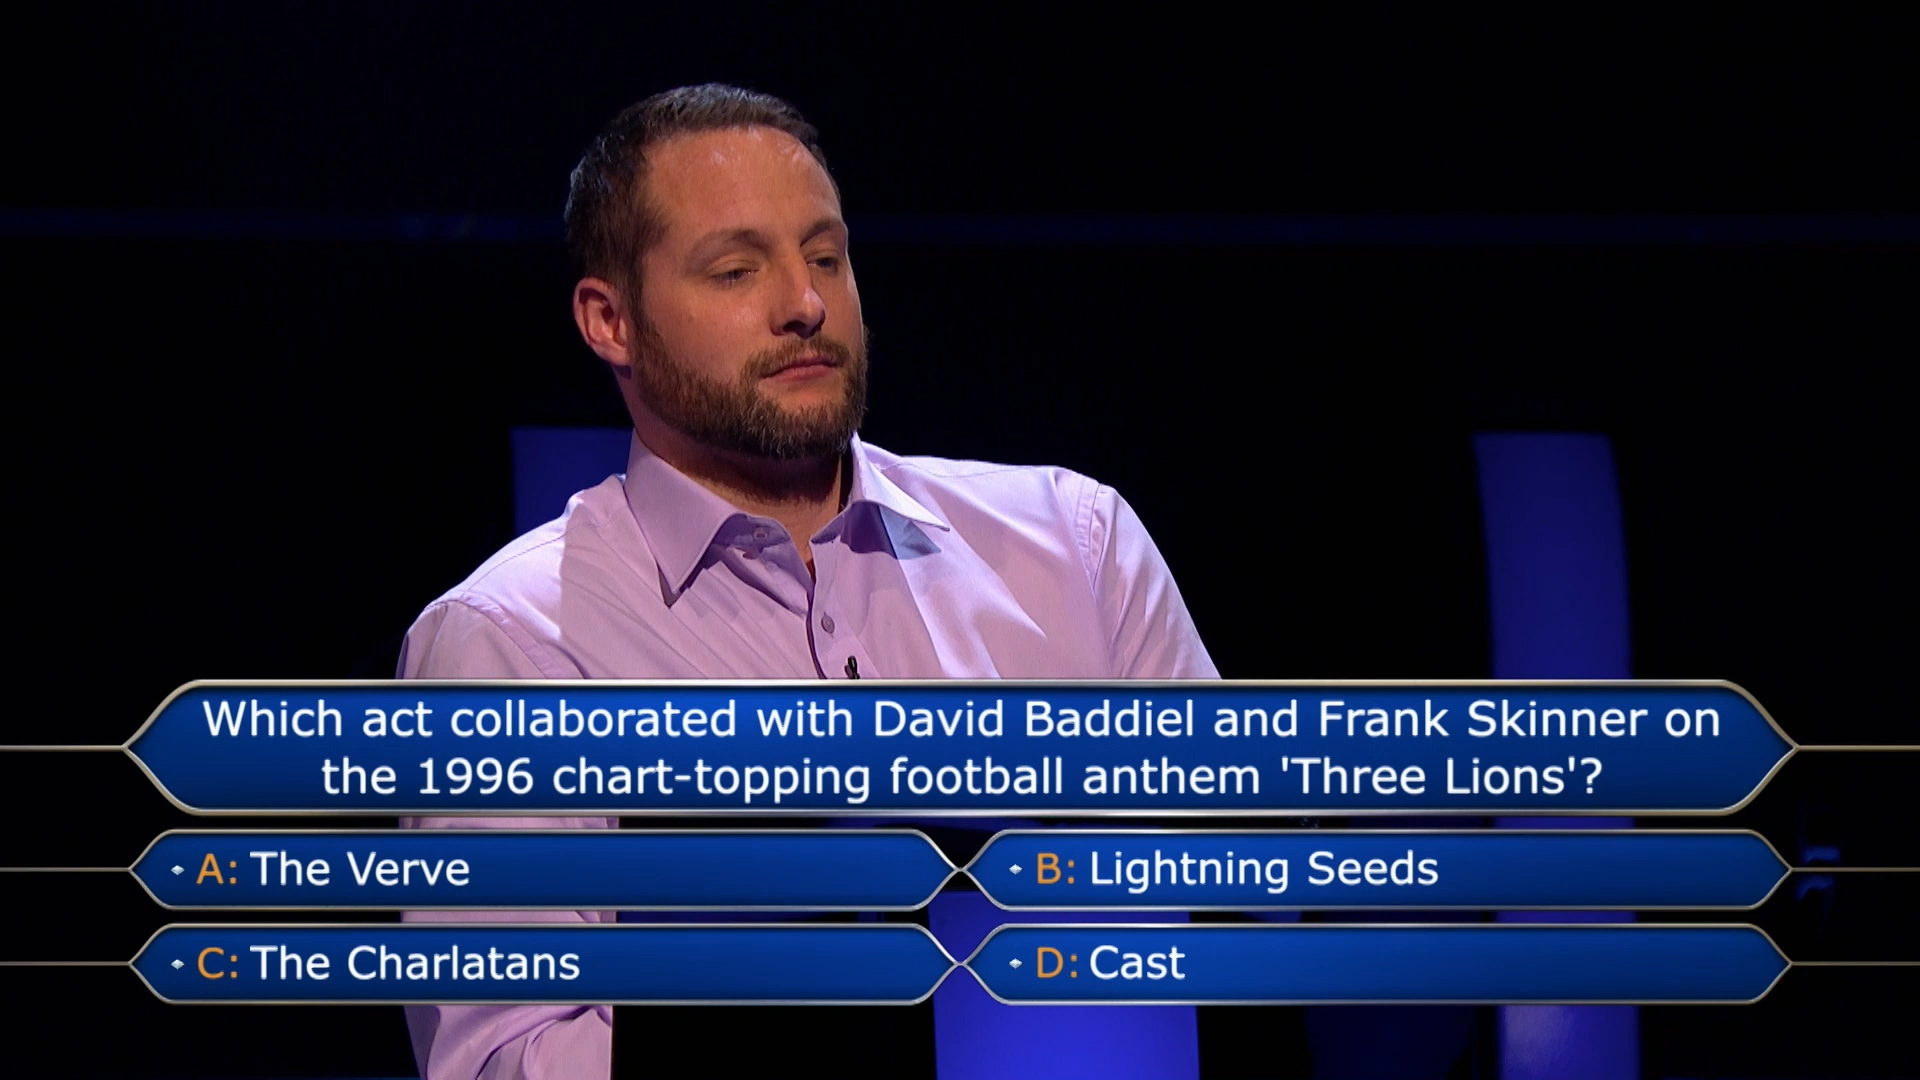 Which act collaborated with David Baddiel and Frank Skinner on
the 1996 chart-topping football anthem 'Three Lions'?
A: The Verve
B: Lightning Seeds
C: The Charlatans
D: Cast